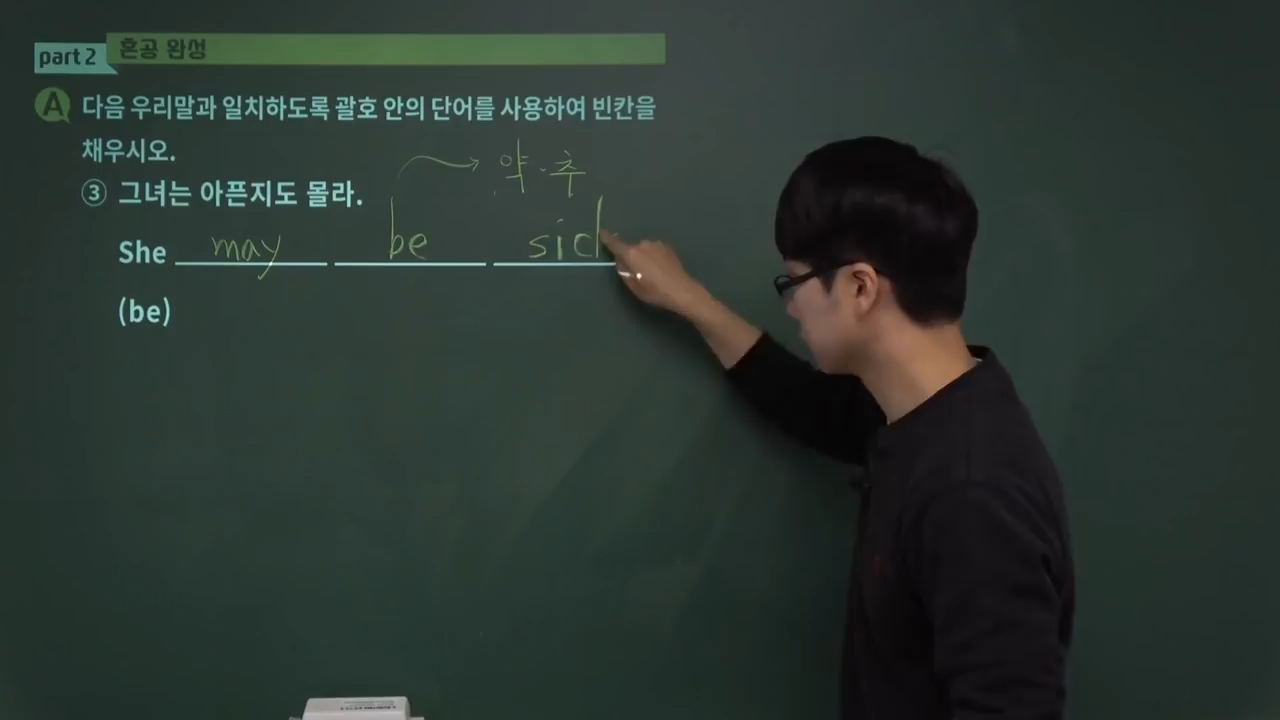 part 2 혼공 완성
A 다음 우리말과 일치하도록 괄호 안의 단어를 사용하여 빈칸을
채우시오.
약·추
③ 그녀는 아픈지도 몰라.
She may be sick
(be)